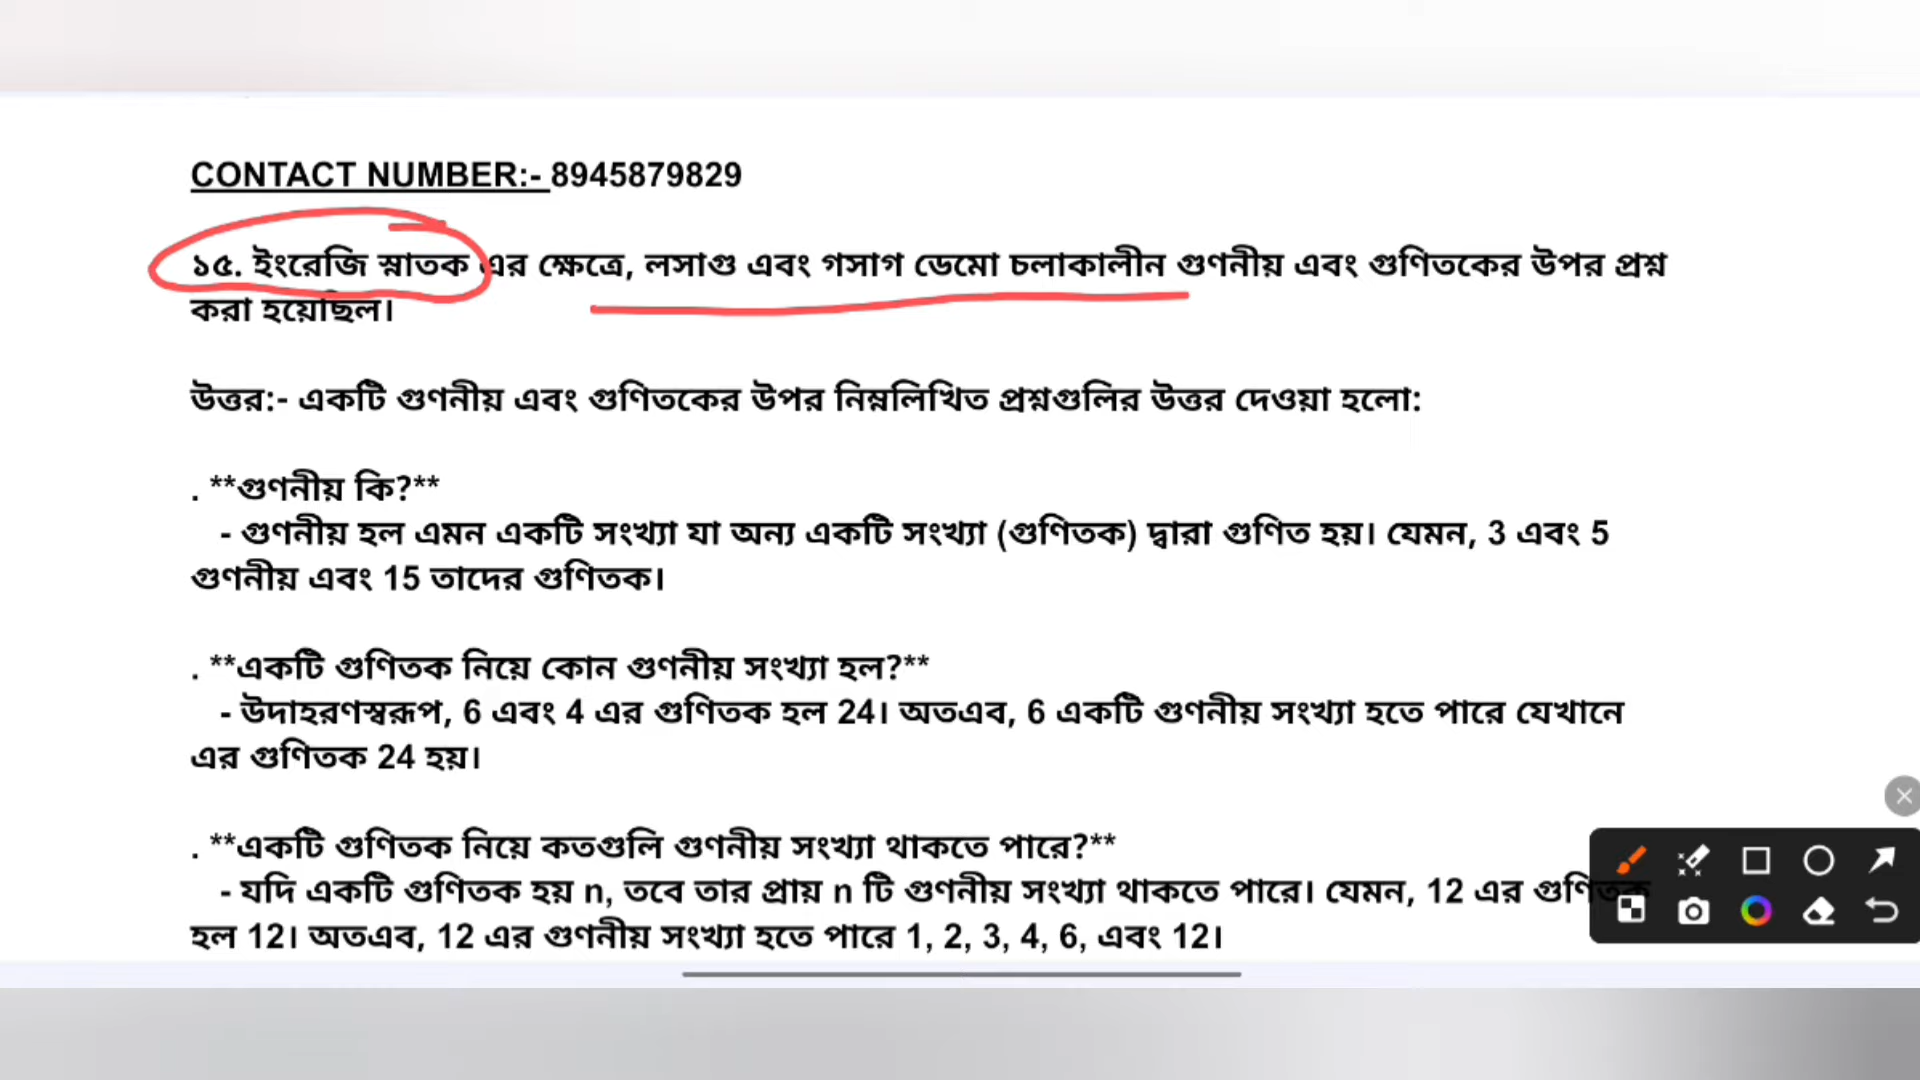 CONTACT NUMBER:- 8945879829
১৫. ইংরেজি স্নাতক এর ক্ষেত্রে, লসাগু এবং গসাগ ডেমো চলাকালীন গুণনীয় এবং গুণিতকের উপর প্রশ্ন
করা হয়েছিল।
উত্তর:- একটি গুণনীয় এবং গুণিতকের উপর নিম্নলিখিত প্রশ্নগুলির উত্তর দেওয়া হলো:
. **গুণনীয় কি?**
- গুণনীয় হল এমন একটি সংখ্যা যা অন্য একটি সংখ্যা (গুণিতক) দ্বারা গুণিত হয়। যেমন, 3 এবং 5
গুণনীয় এবং 15 তাদের গুণিতক।
. **একটি গুণিতক নিয়ে কোন গুণনীয় সংখ্যা হল?**
- উদাহরণস্বরূপ, 6 এবং 4 এর গুণিতক হল 24। অতএব, 6 একটি গুণনীয় সংখ্যা হতে পারে যেখানে
এর গুণিতক 24 হয়।
. **একটি গুণিতক নিয়ে কতগুলি গুণনীয় সংখ্যা থাকতে পারে?**
- যদি একটি গুণিতক হয় n, তবে তার প্রায় n টি গুণনীয় সংখ্যা থাকতে পারে। যেমন, 12 এর গুণিতক
হল 12। অতএব, 12 এর গুণনীয় সংখ্যা হতে পারে 1, 2, 3, 4, 6, এবং 12।